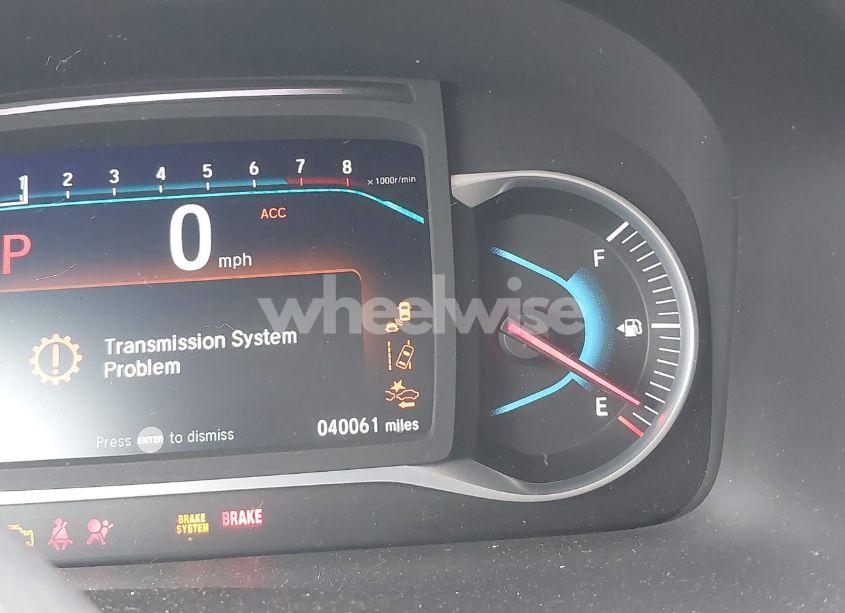 1 2 3 4 5 6 7 8 x1000r/min
P 0 mph ACC
F
wheelwise
Transmission System
Problem
E
Press ENTER to dismiss
040061 miles
BRAKE
SYSTEM
BRAKE